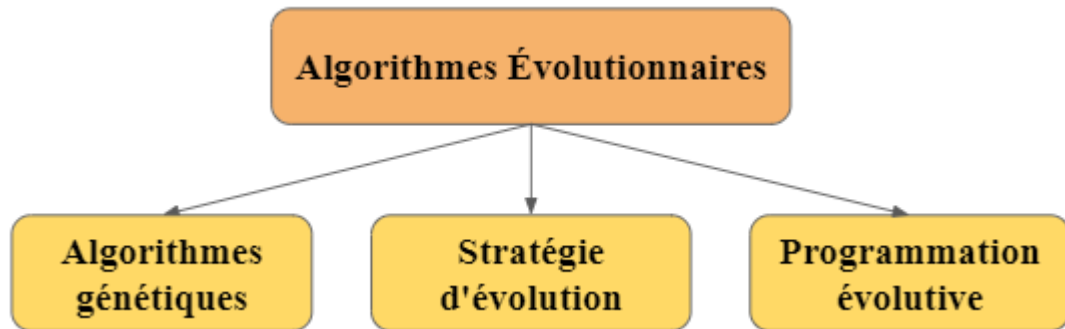 Algorithmes Évolutionnaires
Algorithmes
génétiques
Stratégie
d'évolution
Programmation
évolutive